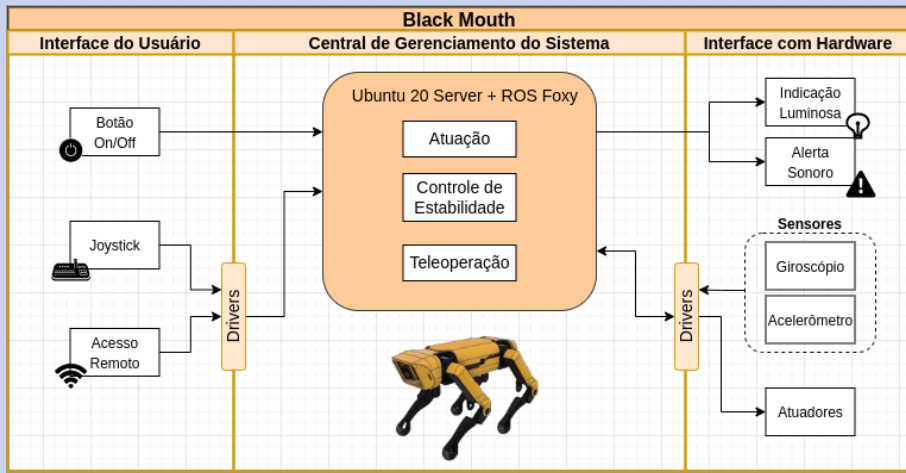 Black Mouth
Interface do Usuário
Central de Gerenciamento do Sistema
Interface com Hardware
Botão
On/Off
Joystick
Acesso
Remoto
Drivers
Ubuntu 20 Server + ROS Foxy
Atuação
Controle de
Estabilidade
Teleoperação
Drivers
Indicação
Luminosa
Alerta
Sonoro
Sensores
Giroscópio
Acelerômetro
Atuadores